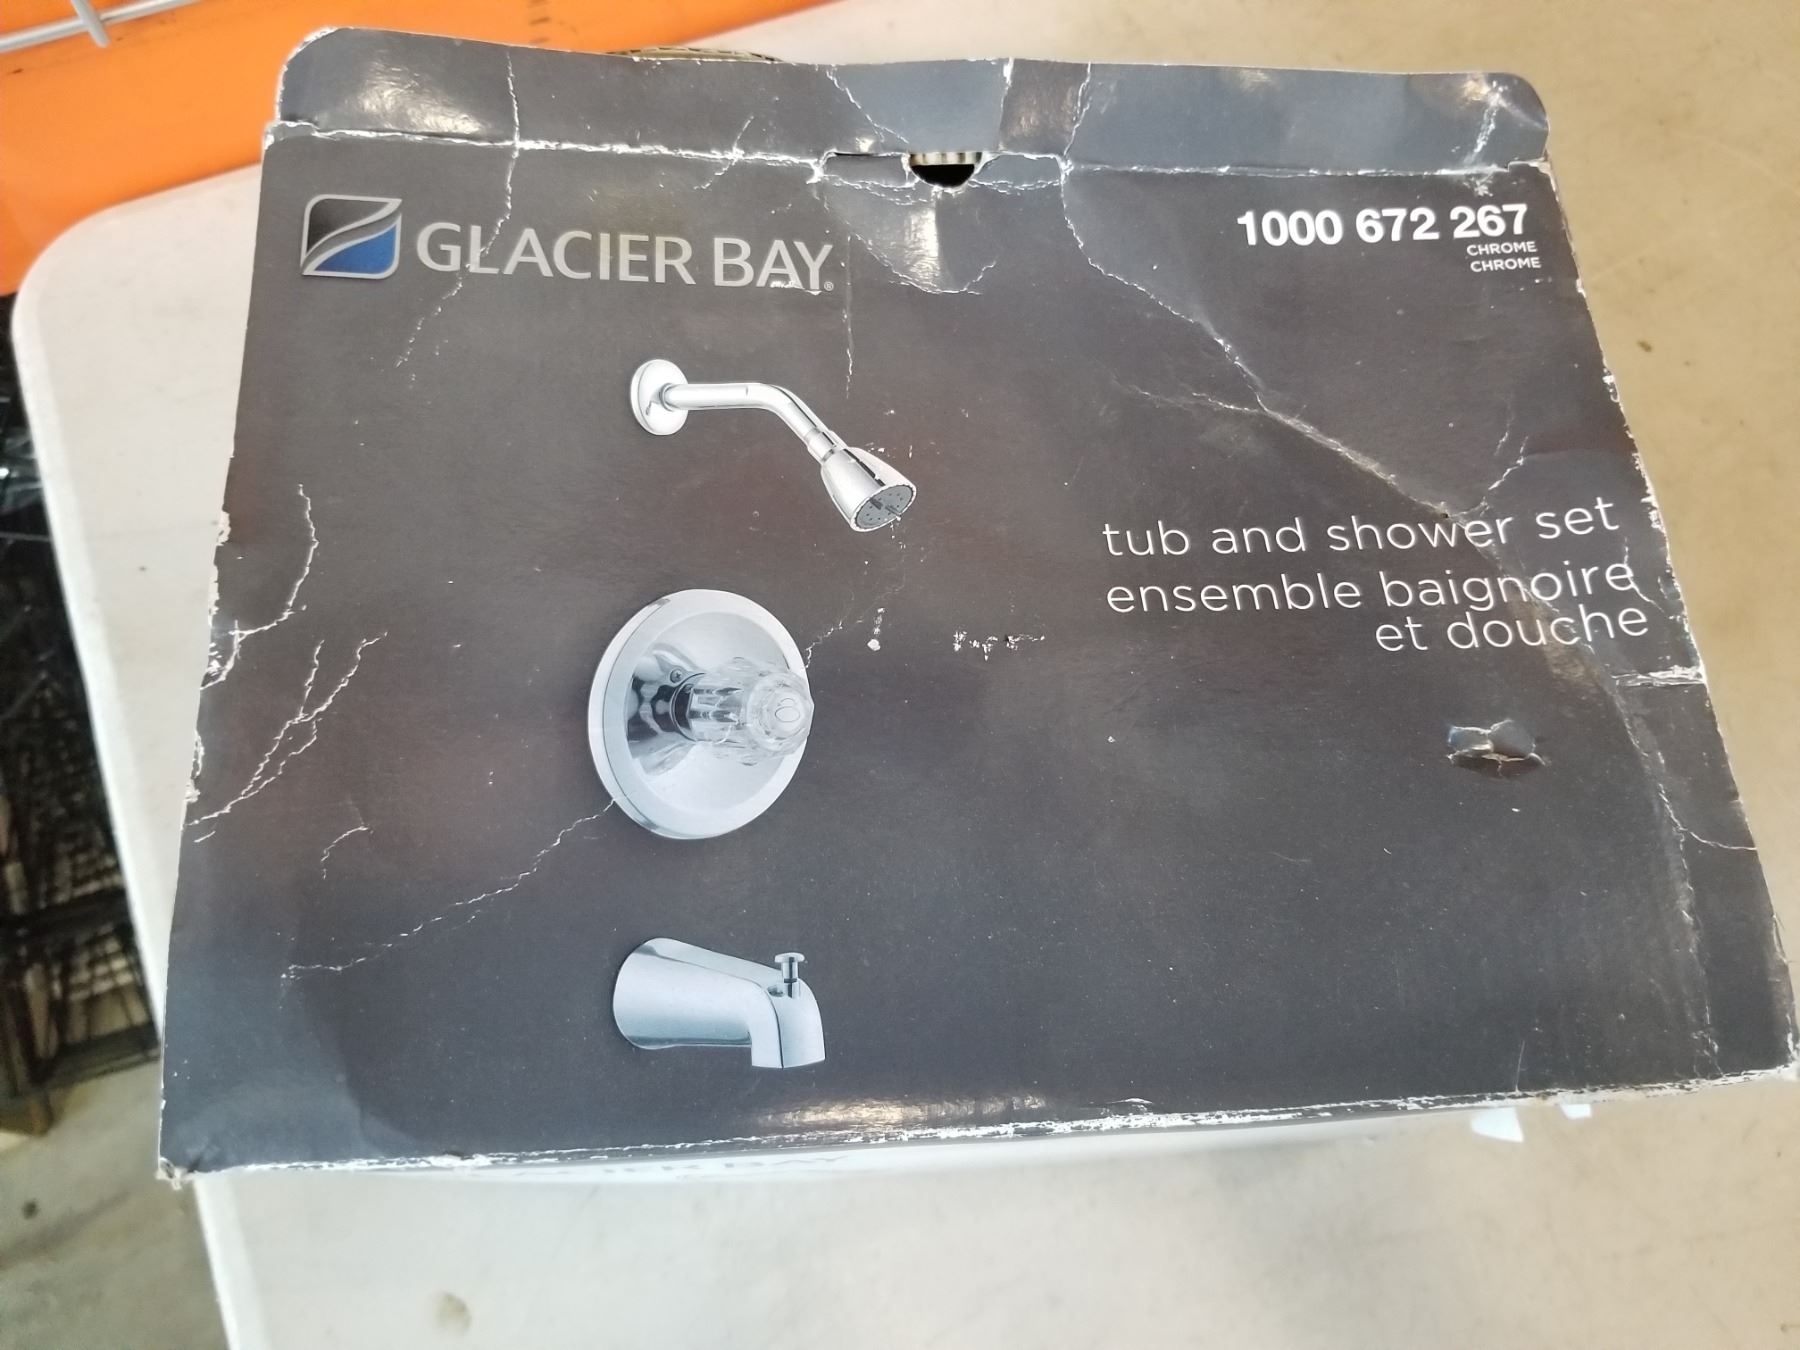 GLACIER BAY®
1000 672 267
CHROME
CHROME
tub and shower set
ensemble baignoire
et douche